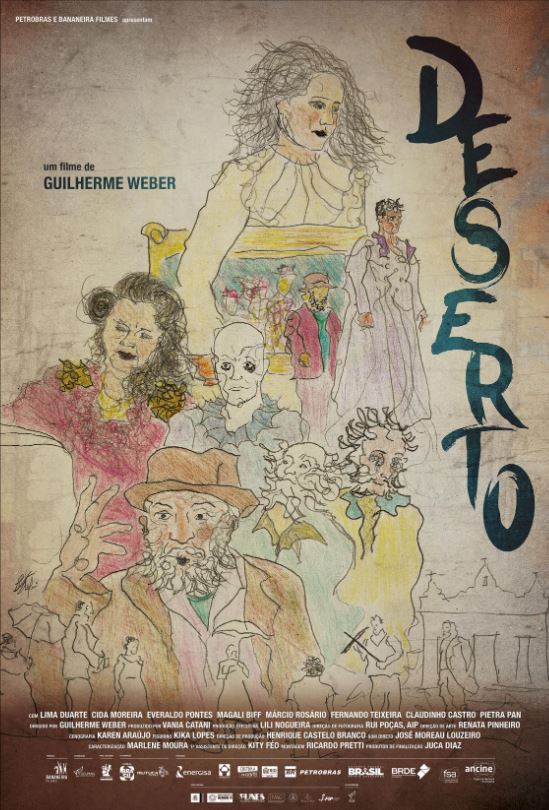 PETROBRAS E BANANEIRA FILMES apresentam
DESERTO
um filme de
GUILHERME WEBER
COM LIMA DUARTE CIDA MOREIRA EVERALDO PONTES MAGALI BIFF MÁRCIO ROSÁRIO FERNANDO TEIXEIRA CLAUDINHO CASTRO PIETRA PAN
DIRIGIDO POR GUILHERME WEBER PRODUZIDO POR VANIA CATANI PRODUÇÃO EXECUTIVA LILI NOGUEIRA DIREÇÃO DE FOTOGRAFIA RUI POÇAS, AIP DIREÇÃO DE ARTE RENATA PINHEIRO
CENOGRAFIA KAREN ARAÚJO FIGURINO KIKA LOPES DIREÇÃO DE PRODUÇÃO HENRIQUE CASTELO BRANCO SOM DIRETO JOSÉ MOREAU LOUZEIRO
CARACTERIZAÇÃO MARLENE MOURA 1º ASSISTENTE DE DIREÇÃO KITY FÉO MONTAGEM RICARDO PRETTI PRODUTOR DE FINALIZAÇÃO JUCA DIAZ
energisa PETROBRAS BRASIL BRDE fsa ancine
FUNES